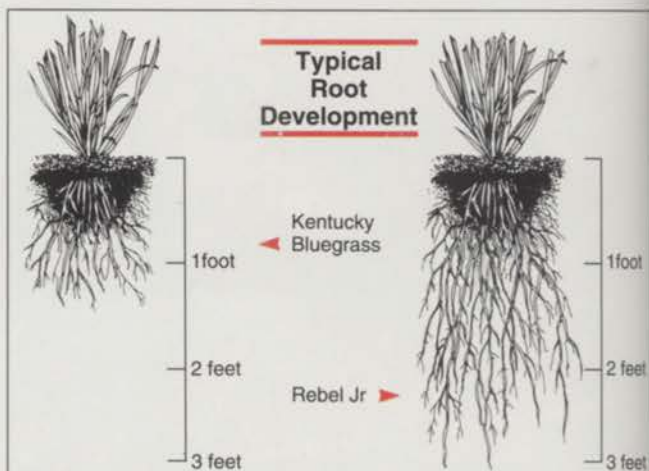 Typical
Root
Development
Kentucky
Bluegrass
1foot
2 feet
3 feet
Rebel Jr
1foot
2 feet
3 feet